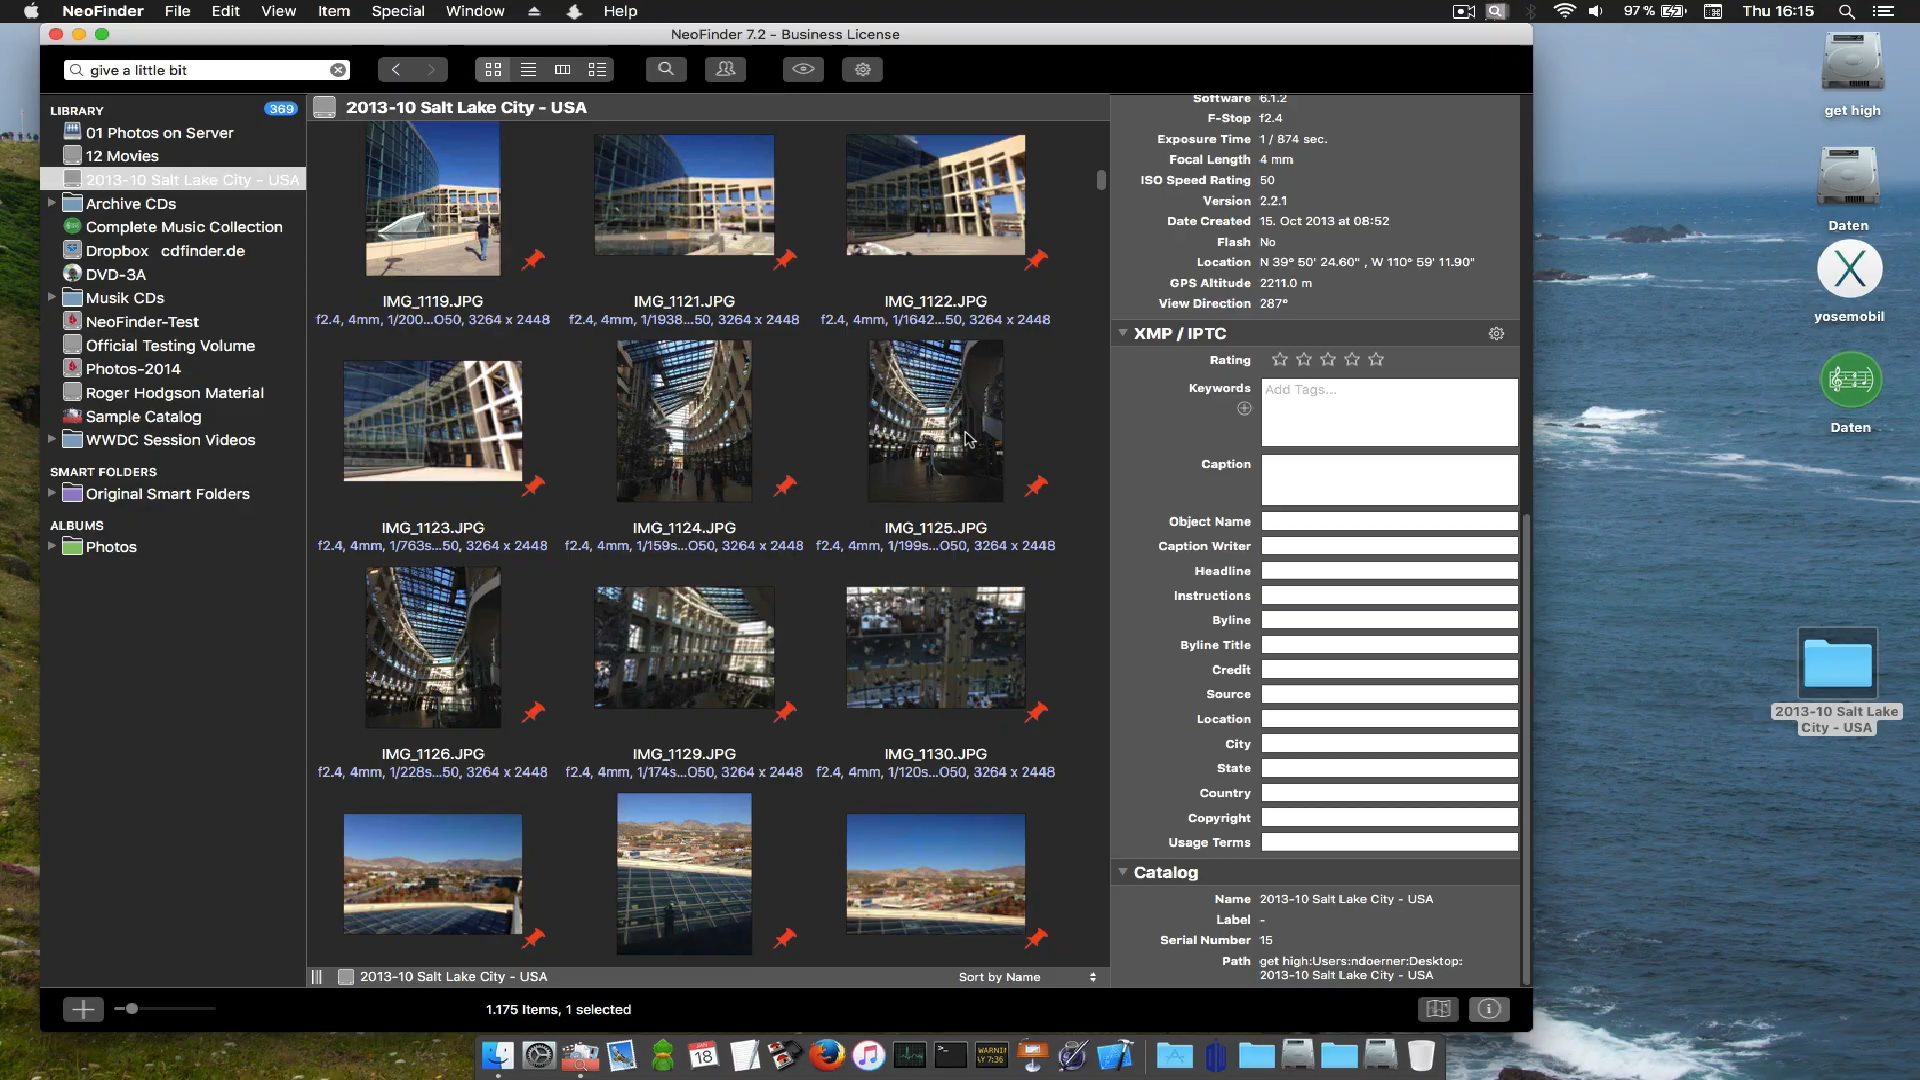 NeoFinder File Edit View Item Special Window Help
97 % Thu 16:15
NeoFinder 7.2 - Business License
give a little bit
LIBRARY 369
01 Photos on Server
12 Movies
2013-10 Salt Lake City - USA
Archive CDs
Complete Music Collection
Dropbox cdfinder.de
DVD-3A
Musik CDs
NeoFinder-Test
Official Testing Volume
Photos-2014
Roger Hodgson Material
Sample Catalog
WWDC Session Videos
SMART FOLDERS
Original Smart Folders
ALBUMS
Photos
2013-10 Salt Lake City - USA
IMG_1119.JPG
f2.4, 4mm, 1/200...O50, 3264 x 2448
IMG_1121.JPG
f2.4, 4mm, 1/1938...50, 3264 x 2448
IMG_1122.JPG
f2.4, 4mm, 1/1642...50, 3264 x 2448
IMG_1123.JPG
f2.4, 4mm, 1/763s...50, 3264 x 2448
IMG_1124.JPG
f2.4, 4mm, 1/159s...O50, 3264 x 2448
IMG_1125.JPG
f2.4, 4mm, 1/199s...O50, 3264 x 2448
IMG_1126.JPG
f2.4, 4mm, 1/228s...50, 3264 x 2448
IMG_1129.JPG
f2.4, 4mm, 1/174s...O50, 3264 x 2448
IMG_1130.JPG
f2.4, 4mm, 1/120s...O50, 3264 x 2448
2013-10 Salt Lake City - USA
Sort by Name
1.175 Items, 1 selected
Software 6.1.2
F-Stop f2.4
Exposure Time 1 / 874 sec.
Focal Length 4 mm
ISO Speed Rating 50
Version 2.2.1
Date Created 15. Oct 2013 at 08:52
Flash No
Location N 39° 50' 24.60" , W 110° 59' 11.90"
GPS Altitude 2211.0 m
View Direction 287°
XMP / IPTC
Rating
Keywords Add Tags...
Caption
Object Name
Caption Writer
Headline
Instructions
Byline
Byline Title
Credit
Source
Location
City
State
Country
Copyright
Usage Terms
Catalog
Name 2013-10 Salt Lake City - USA
Label -
Serial Number 15
Path get high:Users:ndoerner:Desktop:
2013-10 Salt Lake City - USA
get high
Daten
yosemobil
Daten
2013-10 Salt Lake
City - USA
JAN
18
WARNIN